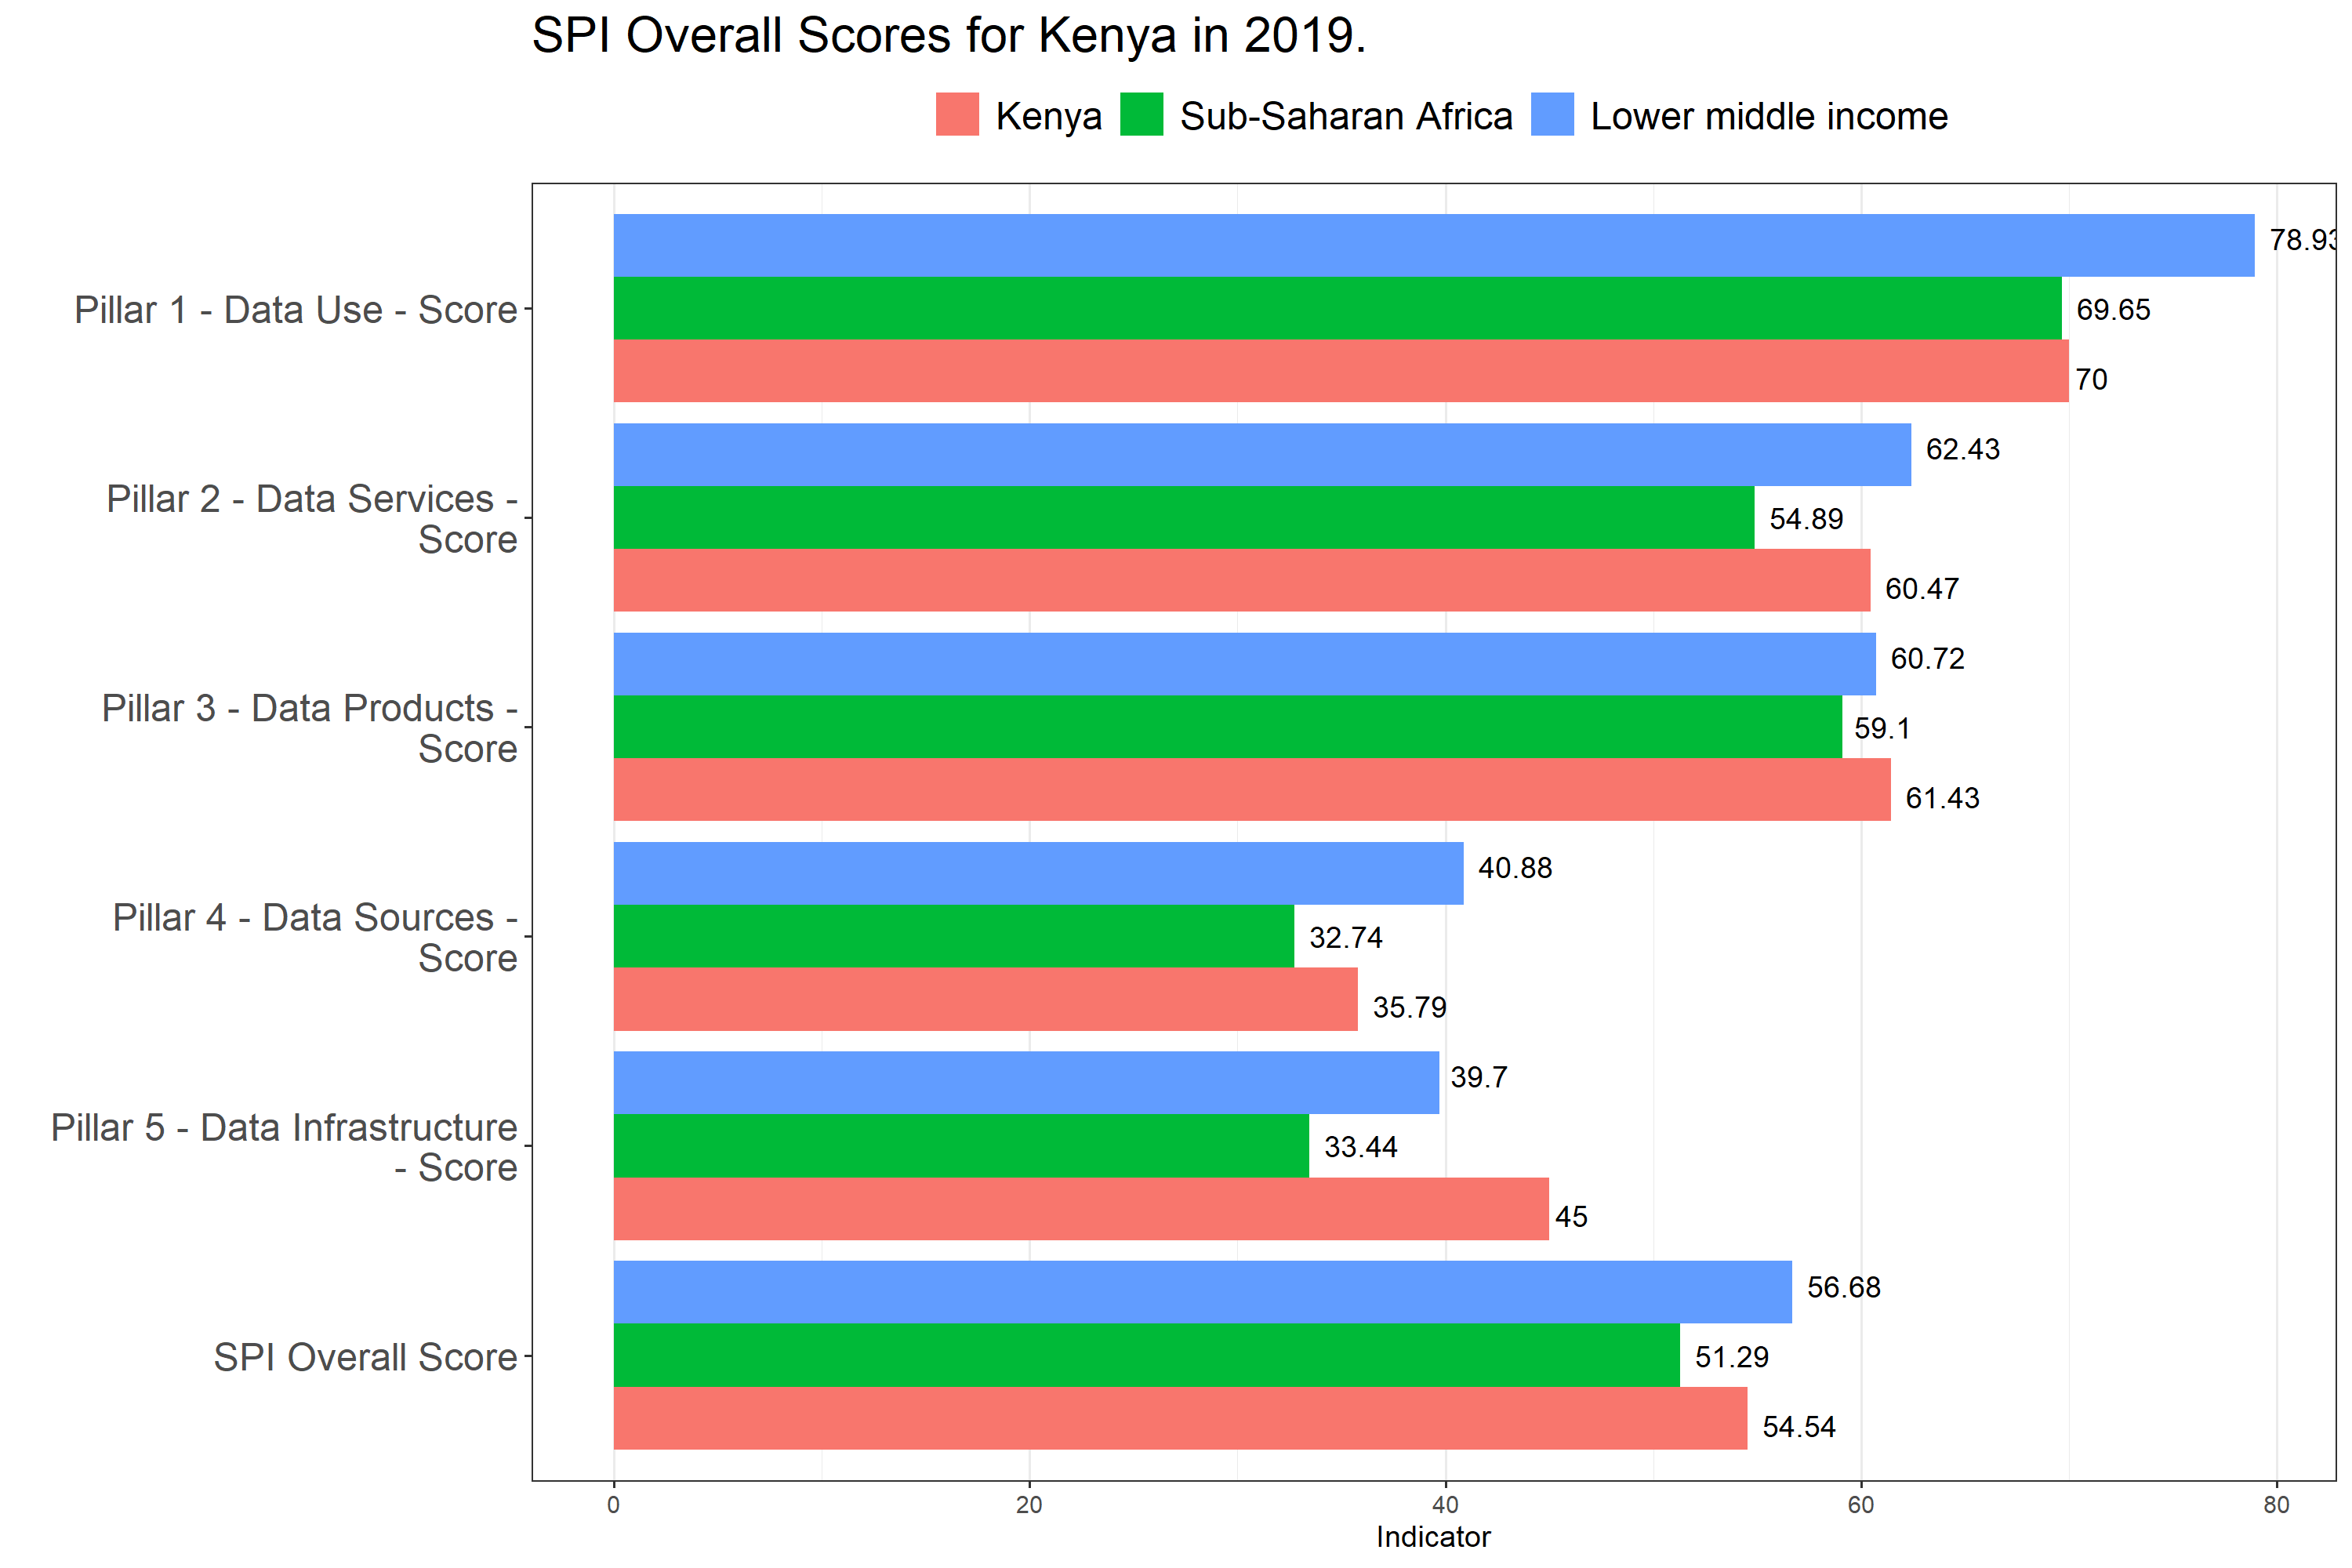 SPI Overall Scores for Kenya in 2019.
Kenya Sub-Saharan Africa Lower middle income
Pillar 1 - Data Use - Score
78.93
69.65
70
Pillar 2 - Data Services -
Score
62.43
54.89
60.47
Pillar 3 - Data Products -
Score
60.72
59.1
61.43
Pillar 4 - Data Sources -
Score
40.88
32.74
35.79
Pillar 5 - Data Infrastructure
- Score
39.7
33.44
45
SPI Overall Score
56.68
51.29
54.54
0 20 40 60 80
Indicator